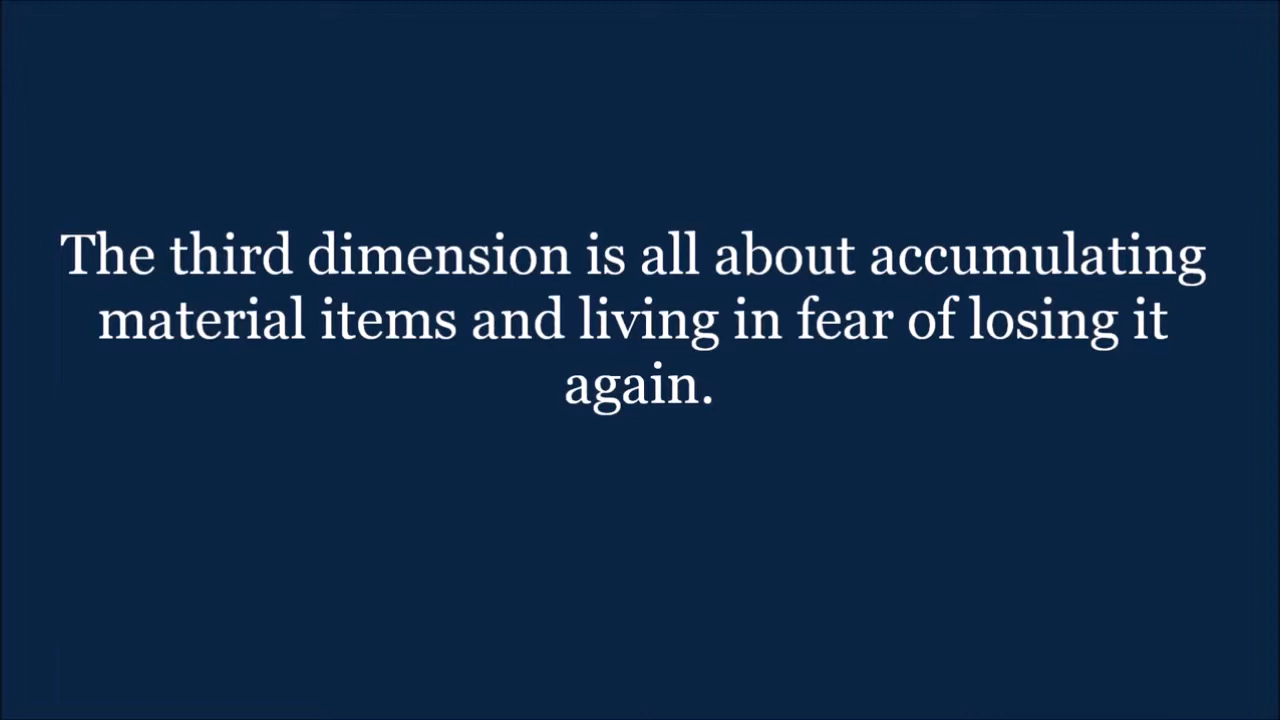 The third dimension is all about accumulating
material items and living in fear of losing it
again.